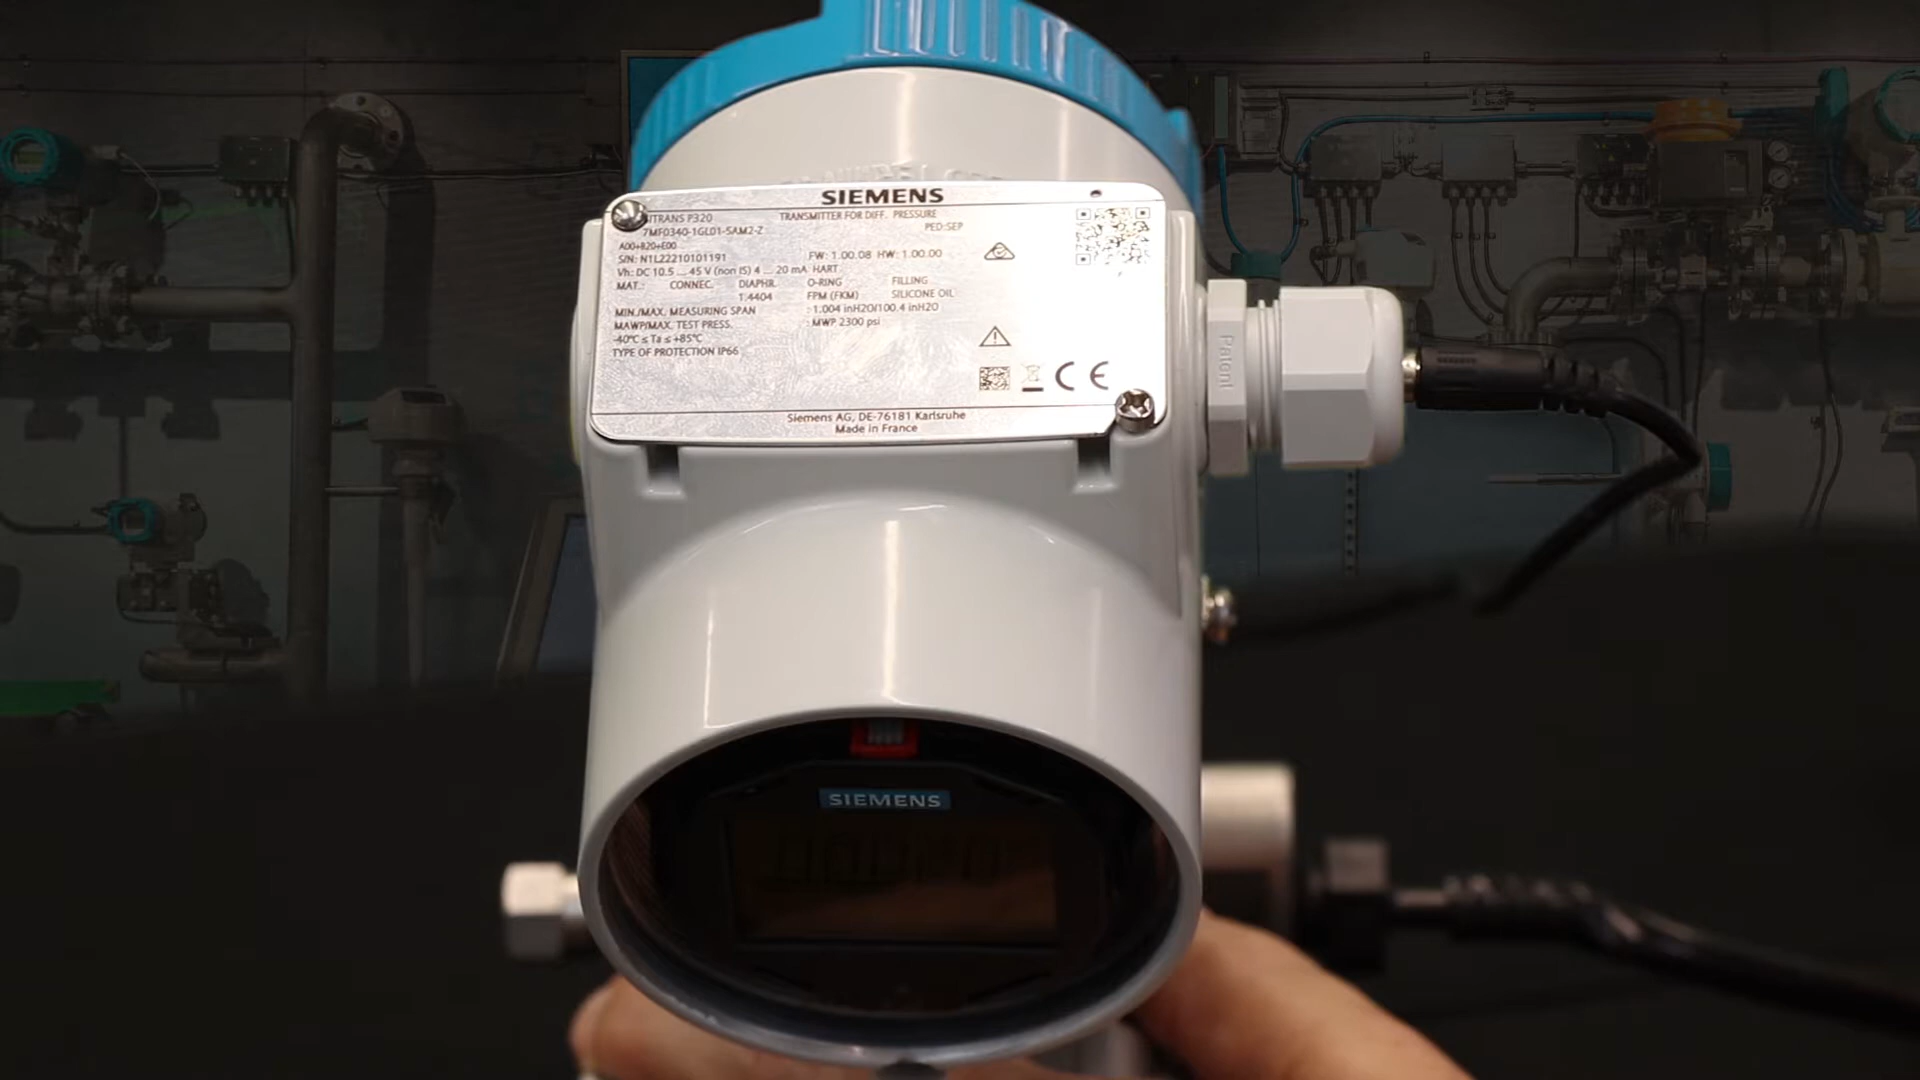 SIEMENS
ITRANS P320 TRANSMITTER FOR DIFF. PRESSURE
7MF0340-1GL01-5AM2-Z PED:SEP
A00+B20+E00
S/N: N1L22210101191 FW: 1.00.08 HW: 1.00.00
Vh: DC 10.5 ... 45 V (non IS) 4 ... 20 mA HART
MAT.: CONNEC. DIAPHR. O-RING FILLING
1.4404 FPM (FKM) SILICONE OIL
MIN./MAX. MEASURING SPAN : 1.004 inH2O/100.4 inH2O
MAWP/MAX. TEST PRESS. : MWP 2300 psi
-40°C ≤ Ta ≤ +85°C
TYPE OF PROTECTION IP66
CE
Siemens AG, DE-76181 Karlsruhe
Made in France
Patent
SIEMENS